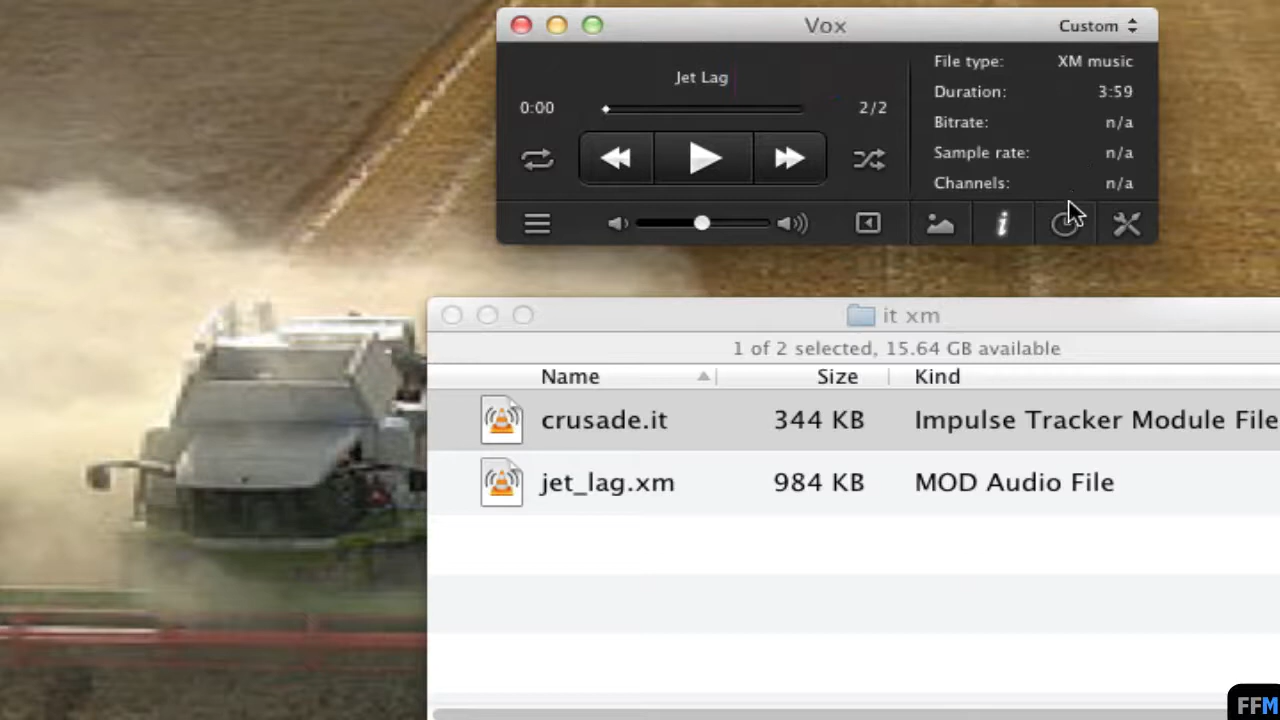 Vox
Custom
Jet Lag
0:00
2/2
File type: XM music
Duration: 3:59
Bitrate: n/a
Sample rate: n/a
Channels: n/a
i
it xm
1 of 2 selected, 15.64 GB available
Name Size Kind
crusade.it 344 KB Impulse Tracker Module File
jet_lag.xm 984 KB MOD Audio File
FFM